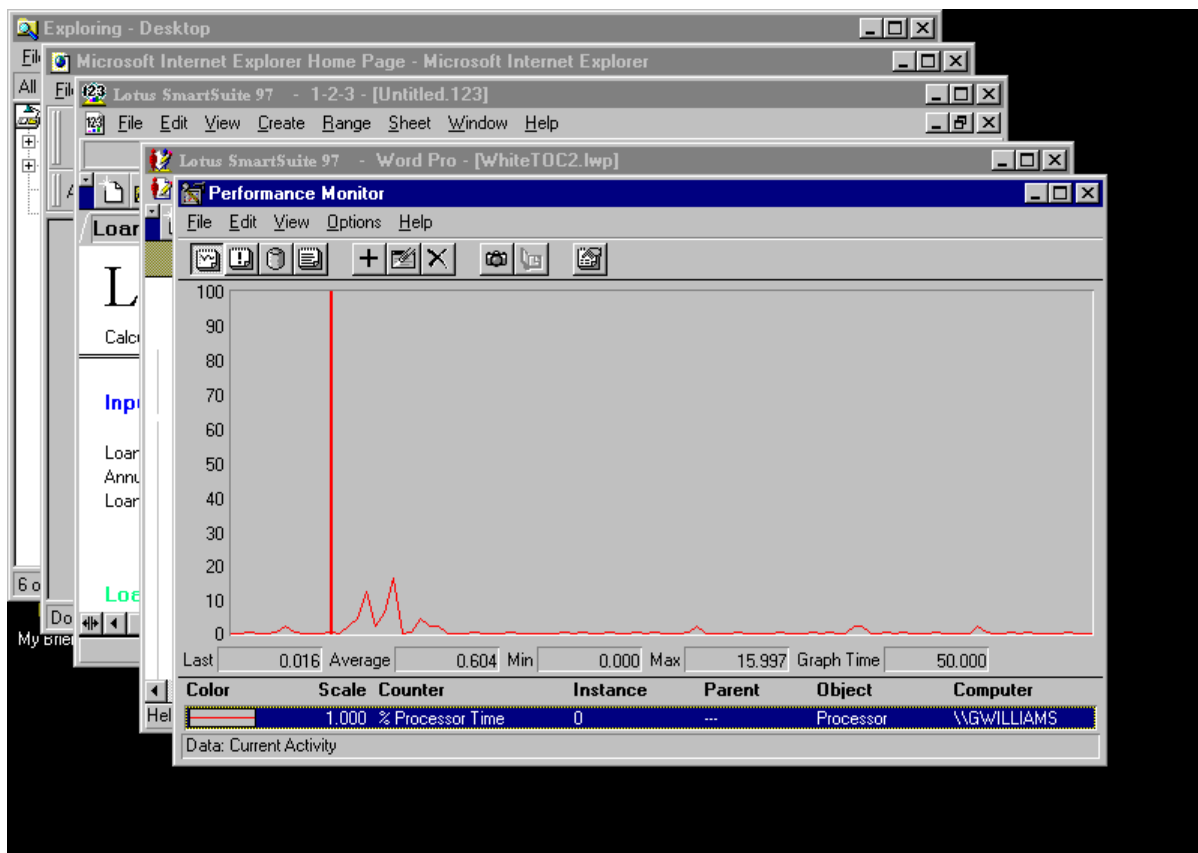 Exploring - Desktop
Microsoft Internet Explorer Home Page - Microsoft Internet Explorer
All
Lotus SmartSuite 97 - 1-2-3 - [Untitled.123]
File Edit View Create Range Sheet Window Help
Lotus SmartSuite 97 - Word Pro - [WhiteTOC2.lwp]
Performance Monitor
File Edit View Options Help
100
90
80
70
60
50
40
30
20
10
0
Last 0.016 Average 0.604 Min 0.000 Max 15.997 Graph Time 50.000
Color Scale Counter Instance Parent Object Computer
1.000 % Processor Time 0 --- Processor \\GWILLIAMS
Data: Current Activity
Loar
L
Calc
Inp
Loar
Annu
Loar
Loa
6 o
Do
My Brie
Hel